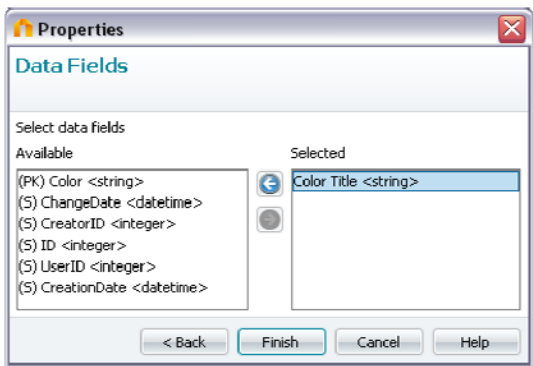 Properties
Data Fields
Select data fields
Available
Selected
(PK) Color <string>
(S) ChangeDate <datetime>
(S) CreatorID <integer>
(S) ID <integer>
(S) UserID <integer>
(S) CreationDate <datetime>
Color Title <string>
< Back
Finish
Cancel
Help